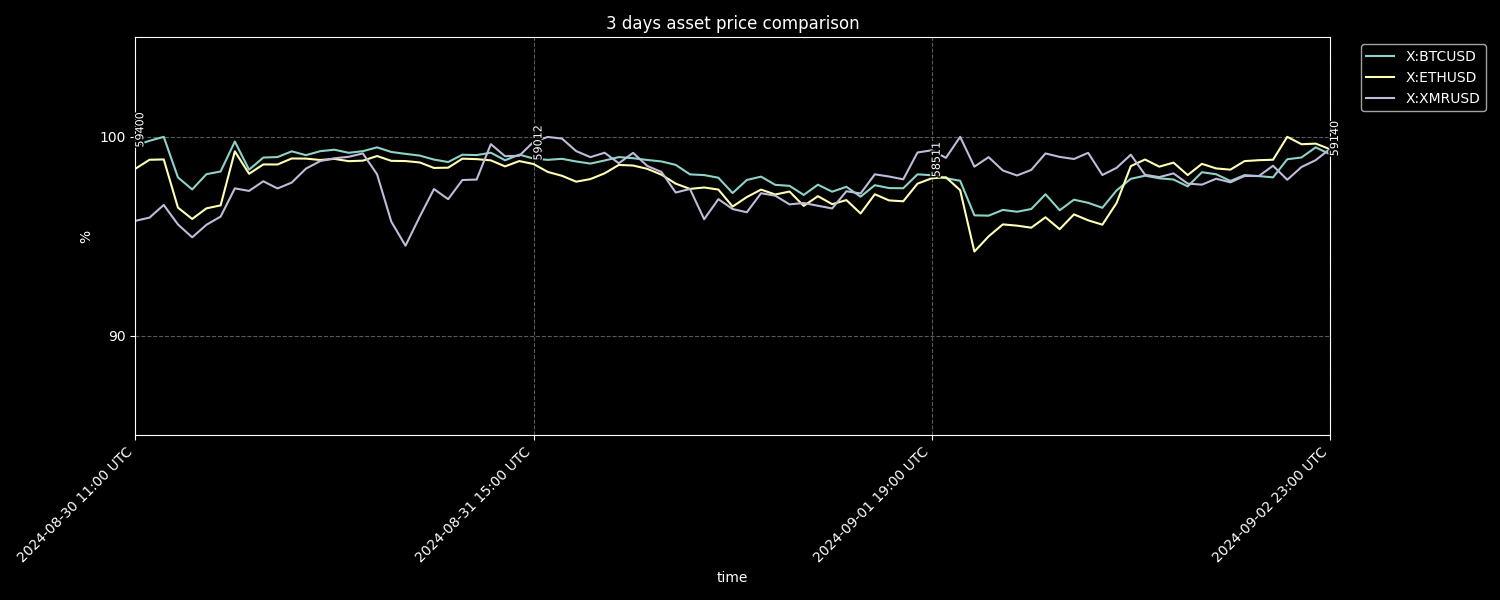 3 days asset price comparison
X:BTCUSD
X:ETHUSD
X:XMRUSD
100
90
%
59400
59012
58511
59140
2024-08-30 11:00 UTC
2024-08-31 15:00 UTC
2024-09-01 19:00 UTC
2024-09-02 23:00 UTC
time